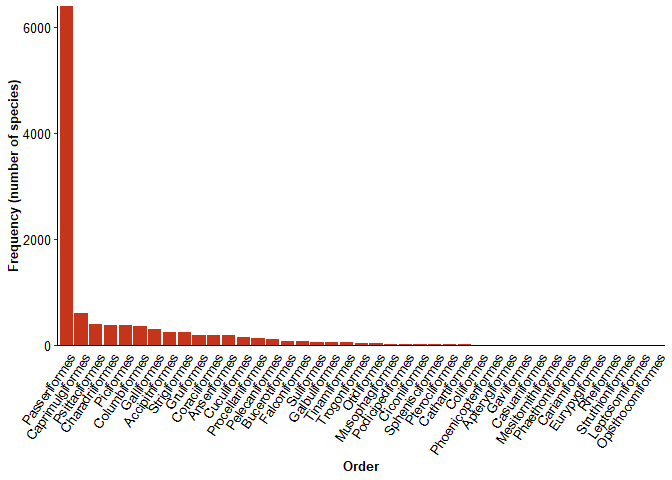 6000
4000
2000
0
Frequency (number of species)
Passeriformes
Caprimulgiformes
Psittaciformes
Charadriiformes
Piciformes
Columbiformes
Galliformes
Accipitriformes
Strigiformes
Gruiformes
Coraciiformes
Anseriformes
Cuculiformes
Procellariiformes
Pelecaniformes
Bucerotiformes
Falconiformes
Suliformes
Galbuliformes
Tinamiformes
Trogoniformes
Otidiformes
Musophagiformes
Podicipediformes
Ciconiiformes
Sphenisciformes
Pterocliformes
Cathartiformes
Coliiformes
Phoenicopteriformes
Apterygiformes
Gaviiformes
Casuariiformes
Mesitornithiformes
Phaethontiformes
Cariamiformes
Eurypygiformes
Rheiformes
Struthioniformes
Leptosomiformes
Opisthocomiformes
Order